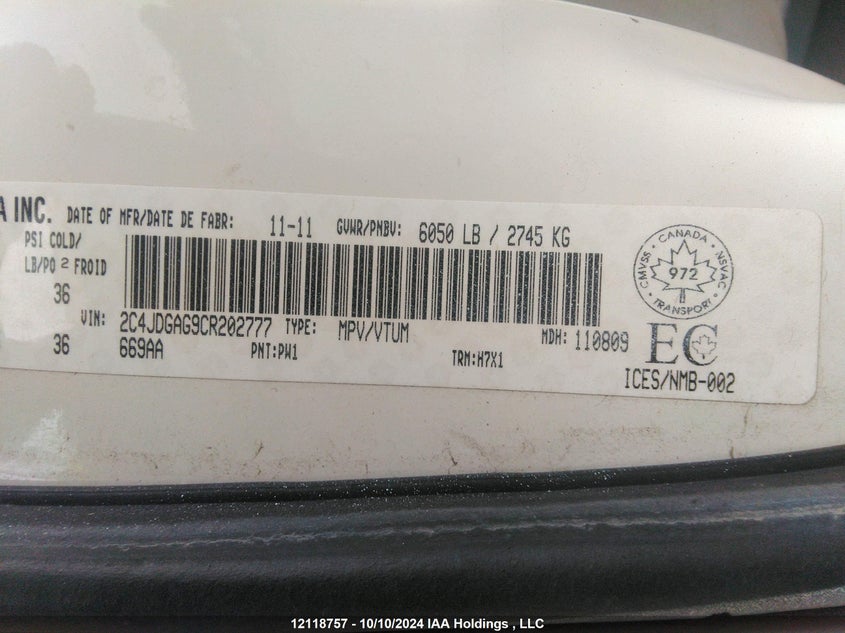 A INC. DATE OF MFR/DATE DE FABR: 11-11 GVWR/PNBV: 6050 LB / 2745 KG
PSI COLD/
LB/PO 2 FROID
36
VIN: 2C4JDGAG9CR202777 TYPE: MPV/VTUM MDH: 110809
36 669AA PNT:PW1 TRM:H7X1
CANADA
CMVSS NSVAC
972
TRANSPORT
EC
ICES/NMB-002
12118757 - 10/10/2024 IAA Holdings , LLC